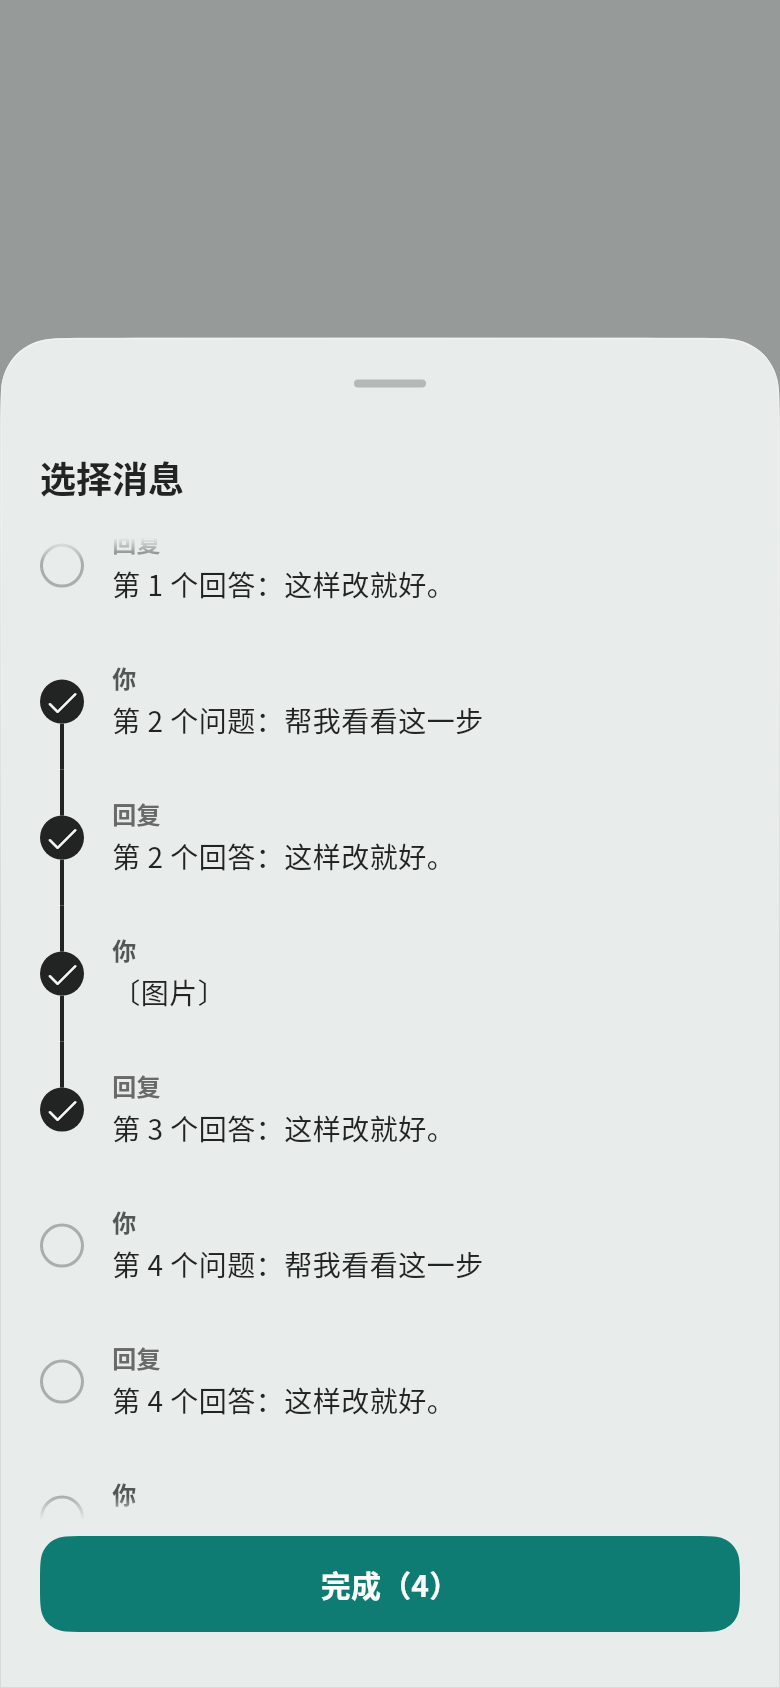 选择消息
回复
第 1 个回答：这样改就好。
你
第 2 个问题：帮我看看这一步
回复
第 2 个回答：这样改就好。
你
〔图片〕
回复
第 3 个回答：这样改就好。
你
第 4 个问题：帮我看看这一步
回复
第 4 个回答：这样改就好。
你
完成（4）